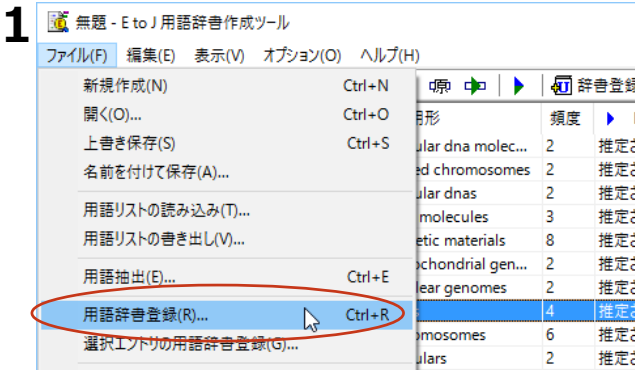 1
無題 - E to J 用語辞書作成ツール
ファイル(F) 編集(E) 表示(V) オプション(O) ヘルプ(H)
新規作成(N) Ctrl+N
開く(O)... Ctrl+O
上書き保存(S) Ctrl+S
名前を付けて保存(A)...
用語リストの読み込み(T)...
用語リストの書き出し(V)...
用語抽出(E)... Ctrl+E
用語辞書登録(R)... Ctrl+R
選択エントリの用語辞書登録(G)...
辞書登録
形 頻度
ular dna molec... 2 推定
ed chromosomes 2 推定
ular dnas 2 推定
molecules 3 推定
etic materials 8 推定
ochondrial gen... 2 推定
lear genomes 2 推定
4 推定
omosomes 6 推定
ulars 2 推定